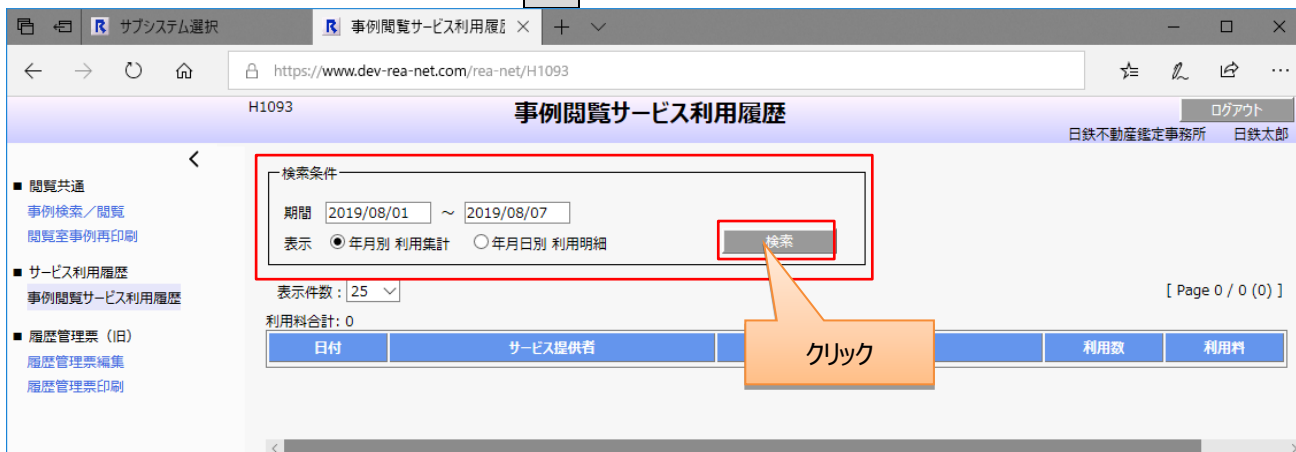 サブシステム選択
事例閲覧サービス利用履歴
https://www.dev-rea-net.com/rea-net/H1093
H1093
事例閲覧サービス利用履歴
ログアウト
日鉄不動産鑑定事務所 日鉄太郎
■ 閲覧共通
事例検索／閲覧
閲覧室事例再印刷
■ サービス利用履歴
事例閲覧サービス利用履歴
■ 履歴管理票（旧）
履歴管理票編集
履歴管理票印刷
検索条件
期間 2019/08/01 ～ 2019/08/07
表示 年月別 利用集計 年月日別 利用明細
検索
表示件数 : 25
[ Page 0 / 0 (0) ]
利用料合計: 0
日付 サービス提供者 利用数 利用料
クリック